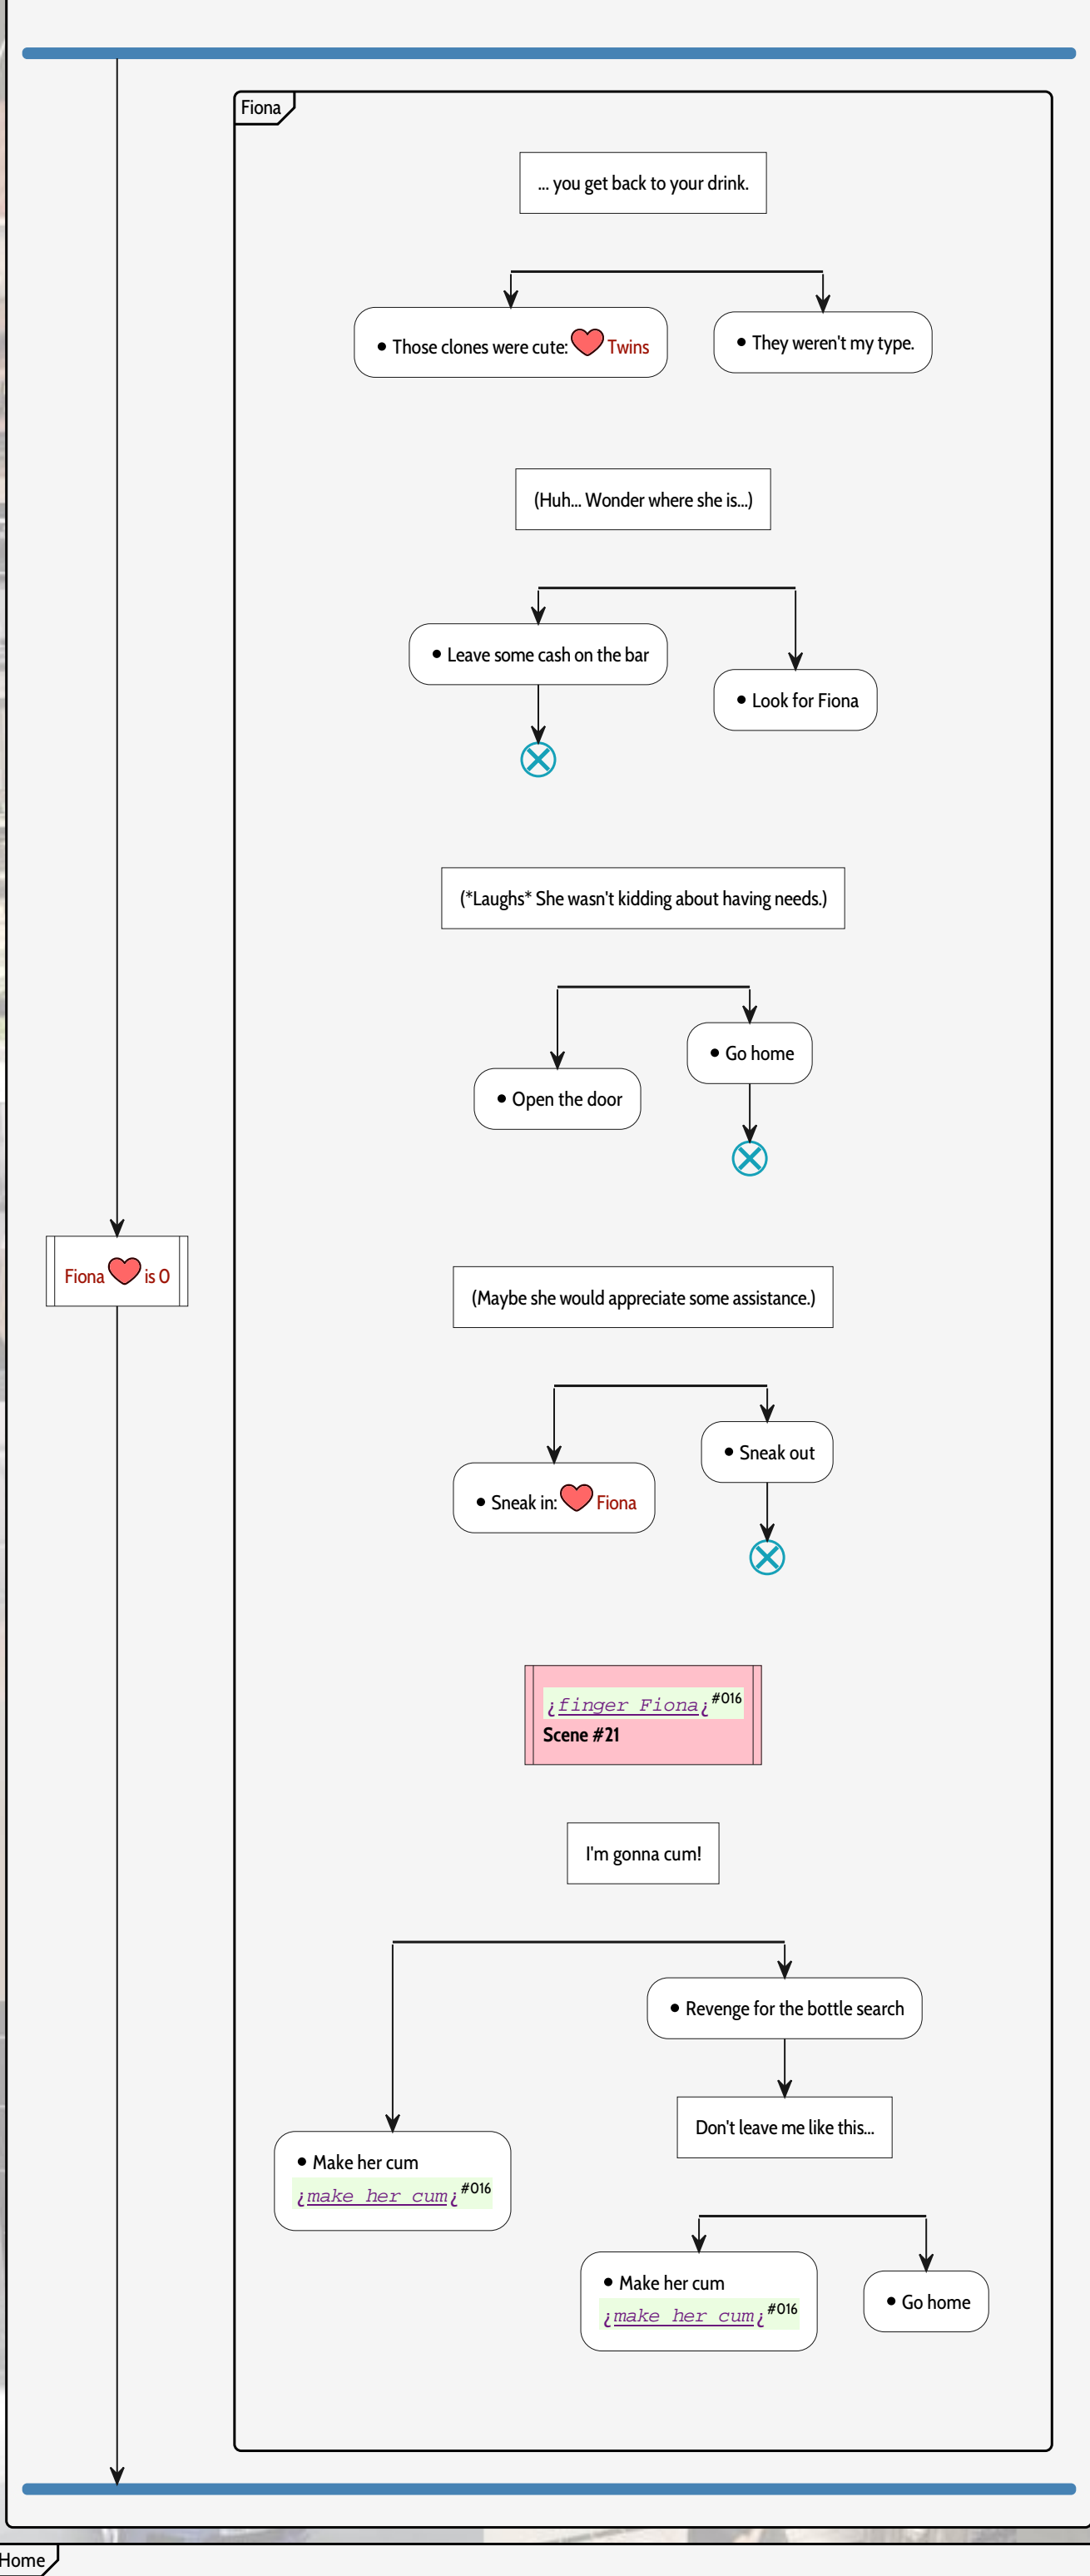 Fiona
... you get back to your drink.
• Those clones were cute: ❤ Twins
• They weren't my type.
(Huh... Wonder where she is...)
• Leave some cash on the bar
• Look for Fiona
(*Laughs* She wasn't kidding about having needs.)
• Go home
• Open the door
Fiona ❤ is 0
(Maybe she would appreciate some assistance.)
• Sneak out
• Sneak in: ❤ Fiona
¿finger Fiona¿#016
Scene #21
I'm gonna cum!
• Revenge for the bottle search
Don't leave me like this...
• Make her cum
¿make her cum¿#016
• Make her cum
¿make her cum¿#016
• Go home
Home